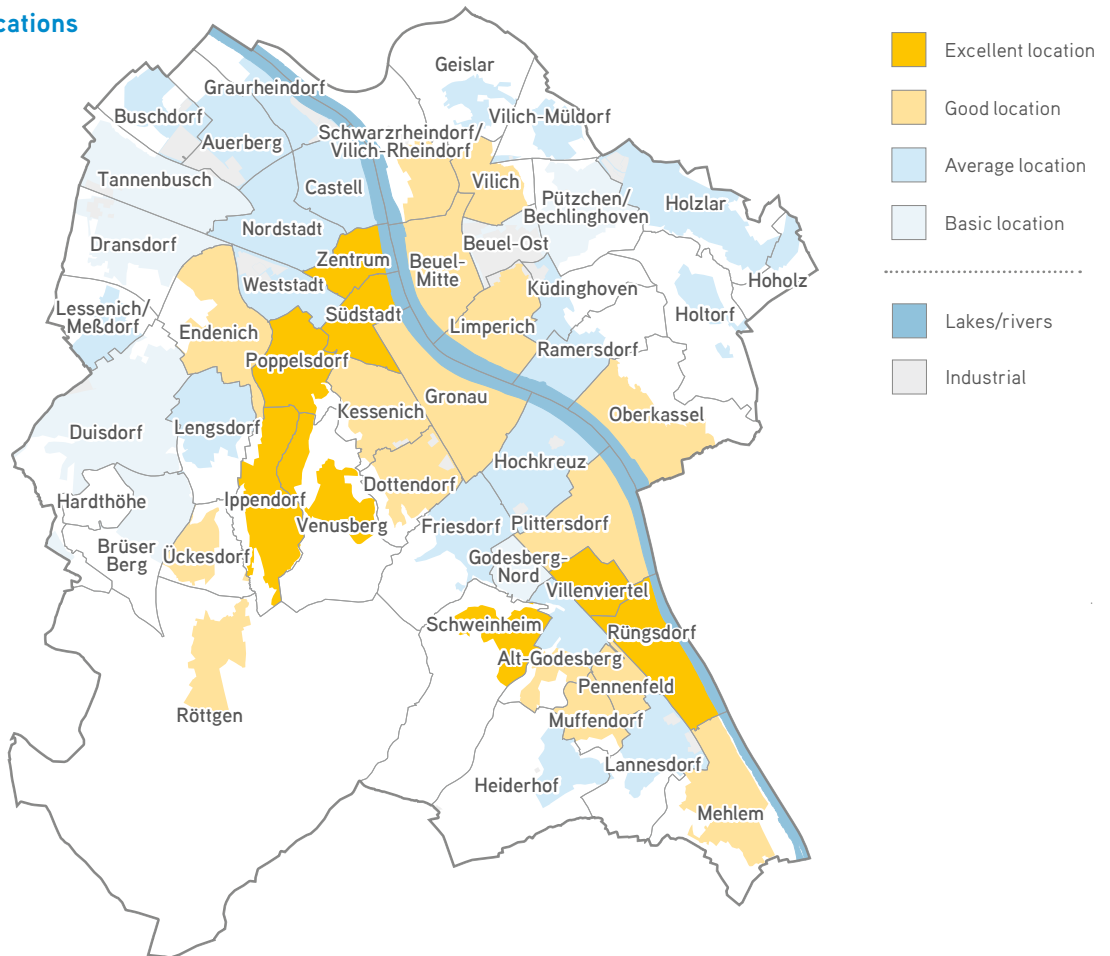 cations
Excellent location
Good location
Average location
Basic location
Lakes/rivers
Industrial
Geislar
Graurheindorf
Buschdorf
Vilich-Müldorf
Auerberg
Schwarzrheindorf/
Vilich-Rheindorf
Tannenbusch
Castell
Vilich
Pützchen/
Bechlinghoven
Holzlar
Nordstadt
Dransdorf
Beuel-Ost
Zentrum
Beuel-
Mitte
Weststadt
Hoholz
Küdinghoven
Lessenich/
Meßdorf
Südstadt
Holtorf
Endenich
Limperich
Ramersdorf
Poppelsdorf
Gronau
Kessenich
Oberkassel
Lengsdorf
Duisdorf
Hochkreuz
Dottendorf
Hardthöhe
Ippendorf
Venusberg
Friesdorf
Plittersdorf
Brüser
Berg
Ückesdorf
Godesberg-
Nord
Villenviertel
Schweinheim
Rüngsdorf
Alt-Godesberg
Pennenfeld
Röttgen
Muffendorf
Lannesdorf
Heiderhof
Mehlem